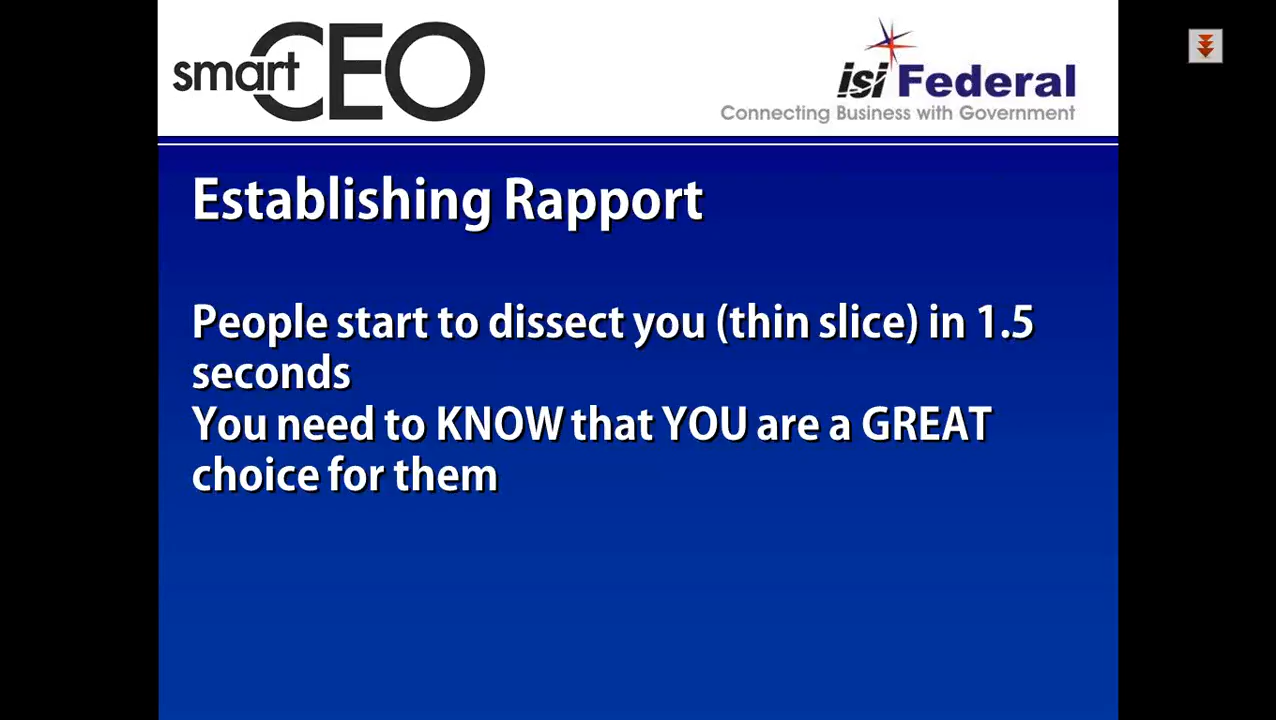 smart CEO
isi Federal
Connecting Business with Government
Establishing Rapport
People start to dissect you (thin slice) in 1.5
seconds
You need to KNOW that YOU are a GREAT
choice for them